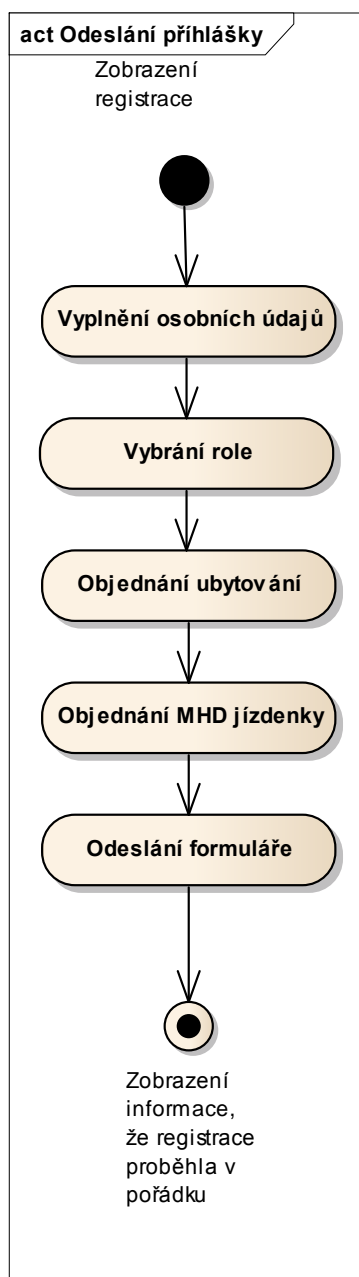 act Odeslání příhlášky
Zobrazení
registrace
Vyplnění osobních údajů
Vybrání role
Objednání ubytování
Objednání MHD jízdenky
Odeslání formuláře
Zobrazení
informace,
že registrace
proběhla v
pořádku